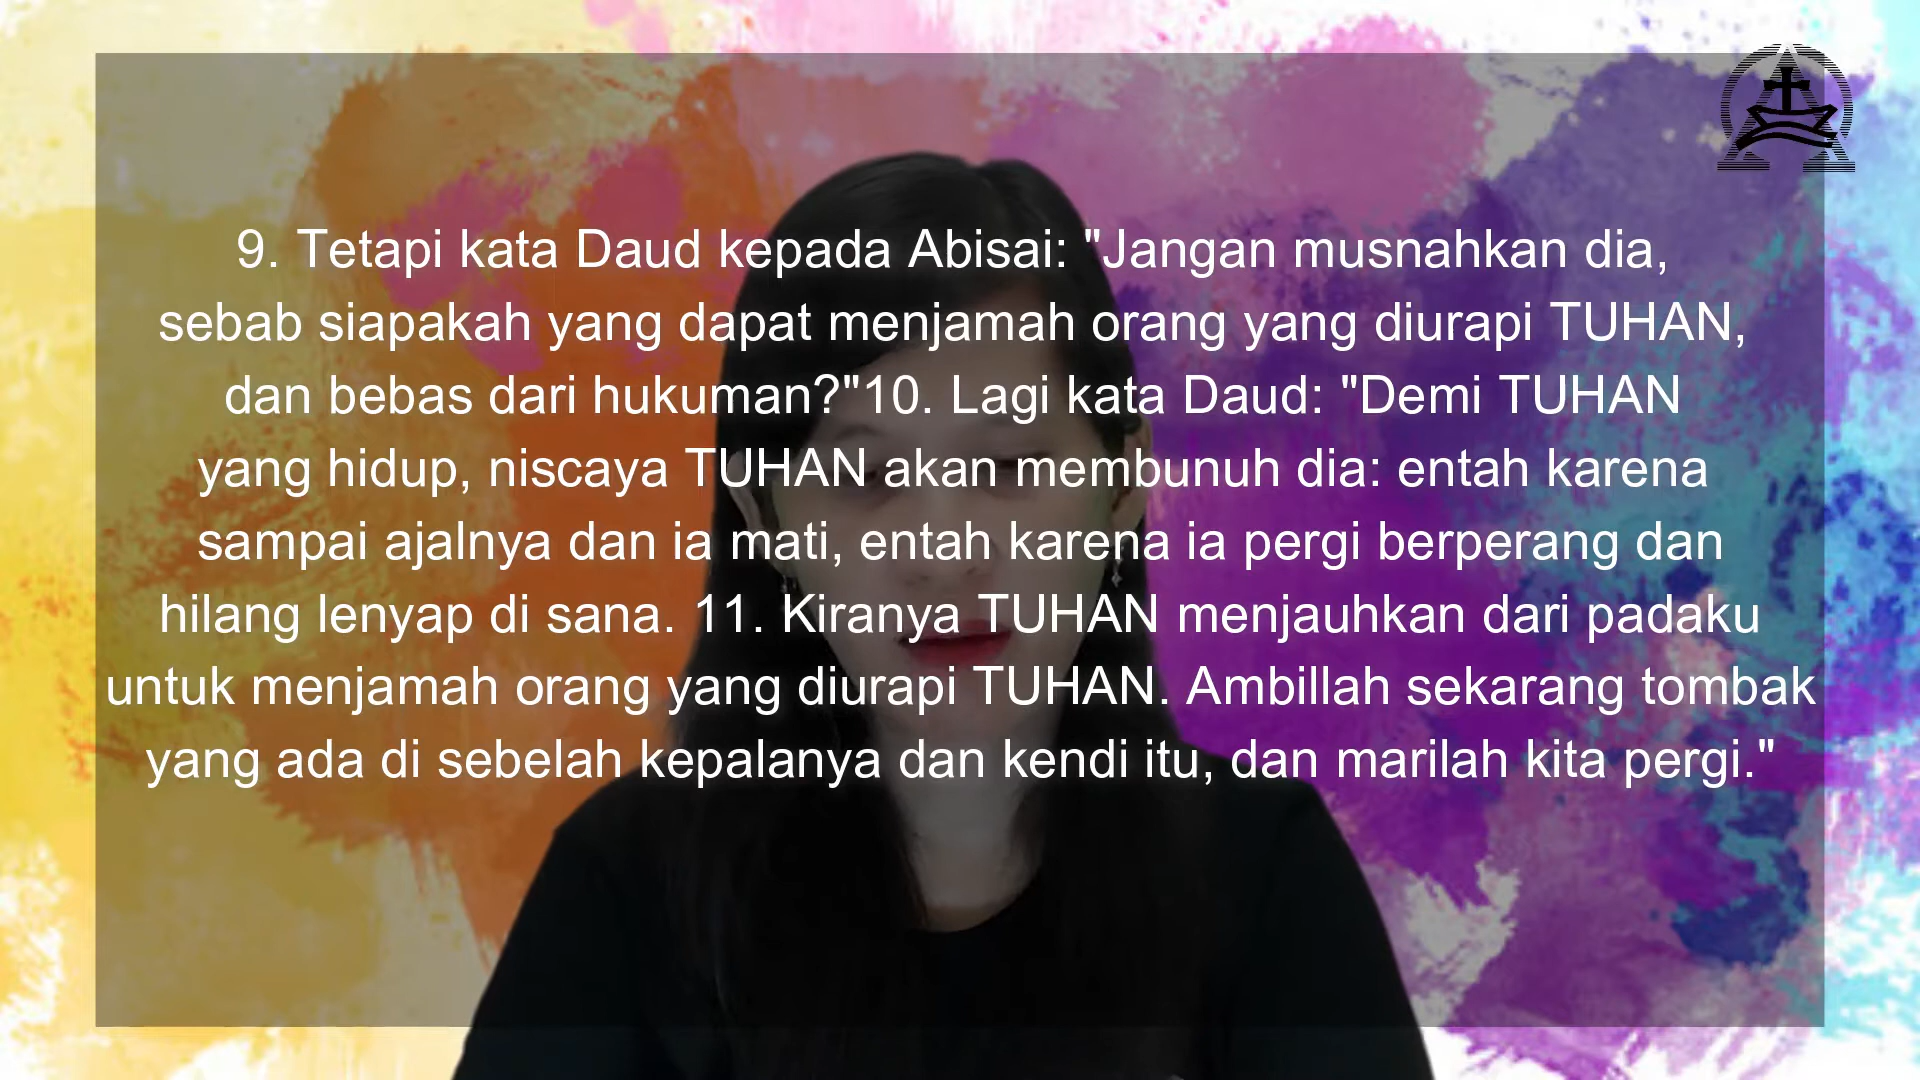 9. Tetapi kata Daud kepada Abisai: "Jangan musnahkan dia,
sebab siapakah yang dapat menjamah orang yang diurapi TUHAN,
dan bebas dari hukuman?"10. Lagi kata Daud: "Demi TUHAN
yang hidup, niscaya TUHAN akan membunuh dia: entah karena
sampai ajalnya dan ia mati, entah karena ia pergi berperang dan
hilang lenyap di sana. 11. Kiranya TUHAN menjauhkan dari padaku
untuk menjamah orang yang diurapi TUHAN. Ambillah sekarang tombak
yang ada di sebelah kepalanya dan kendi itu, dan marilah kita pergi."